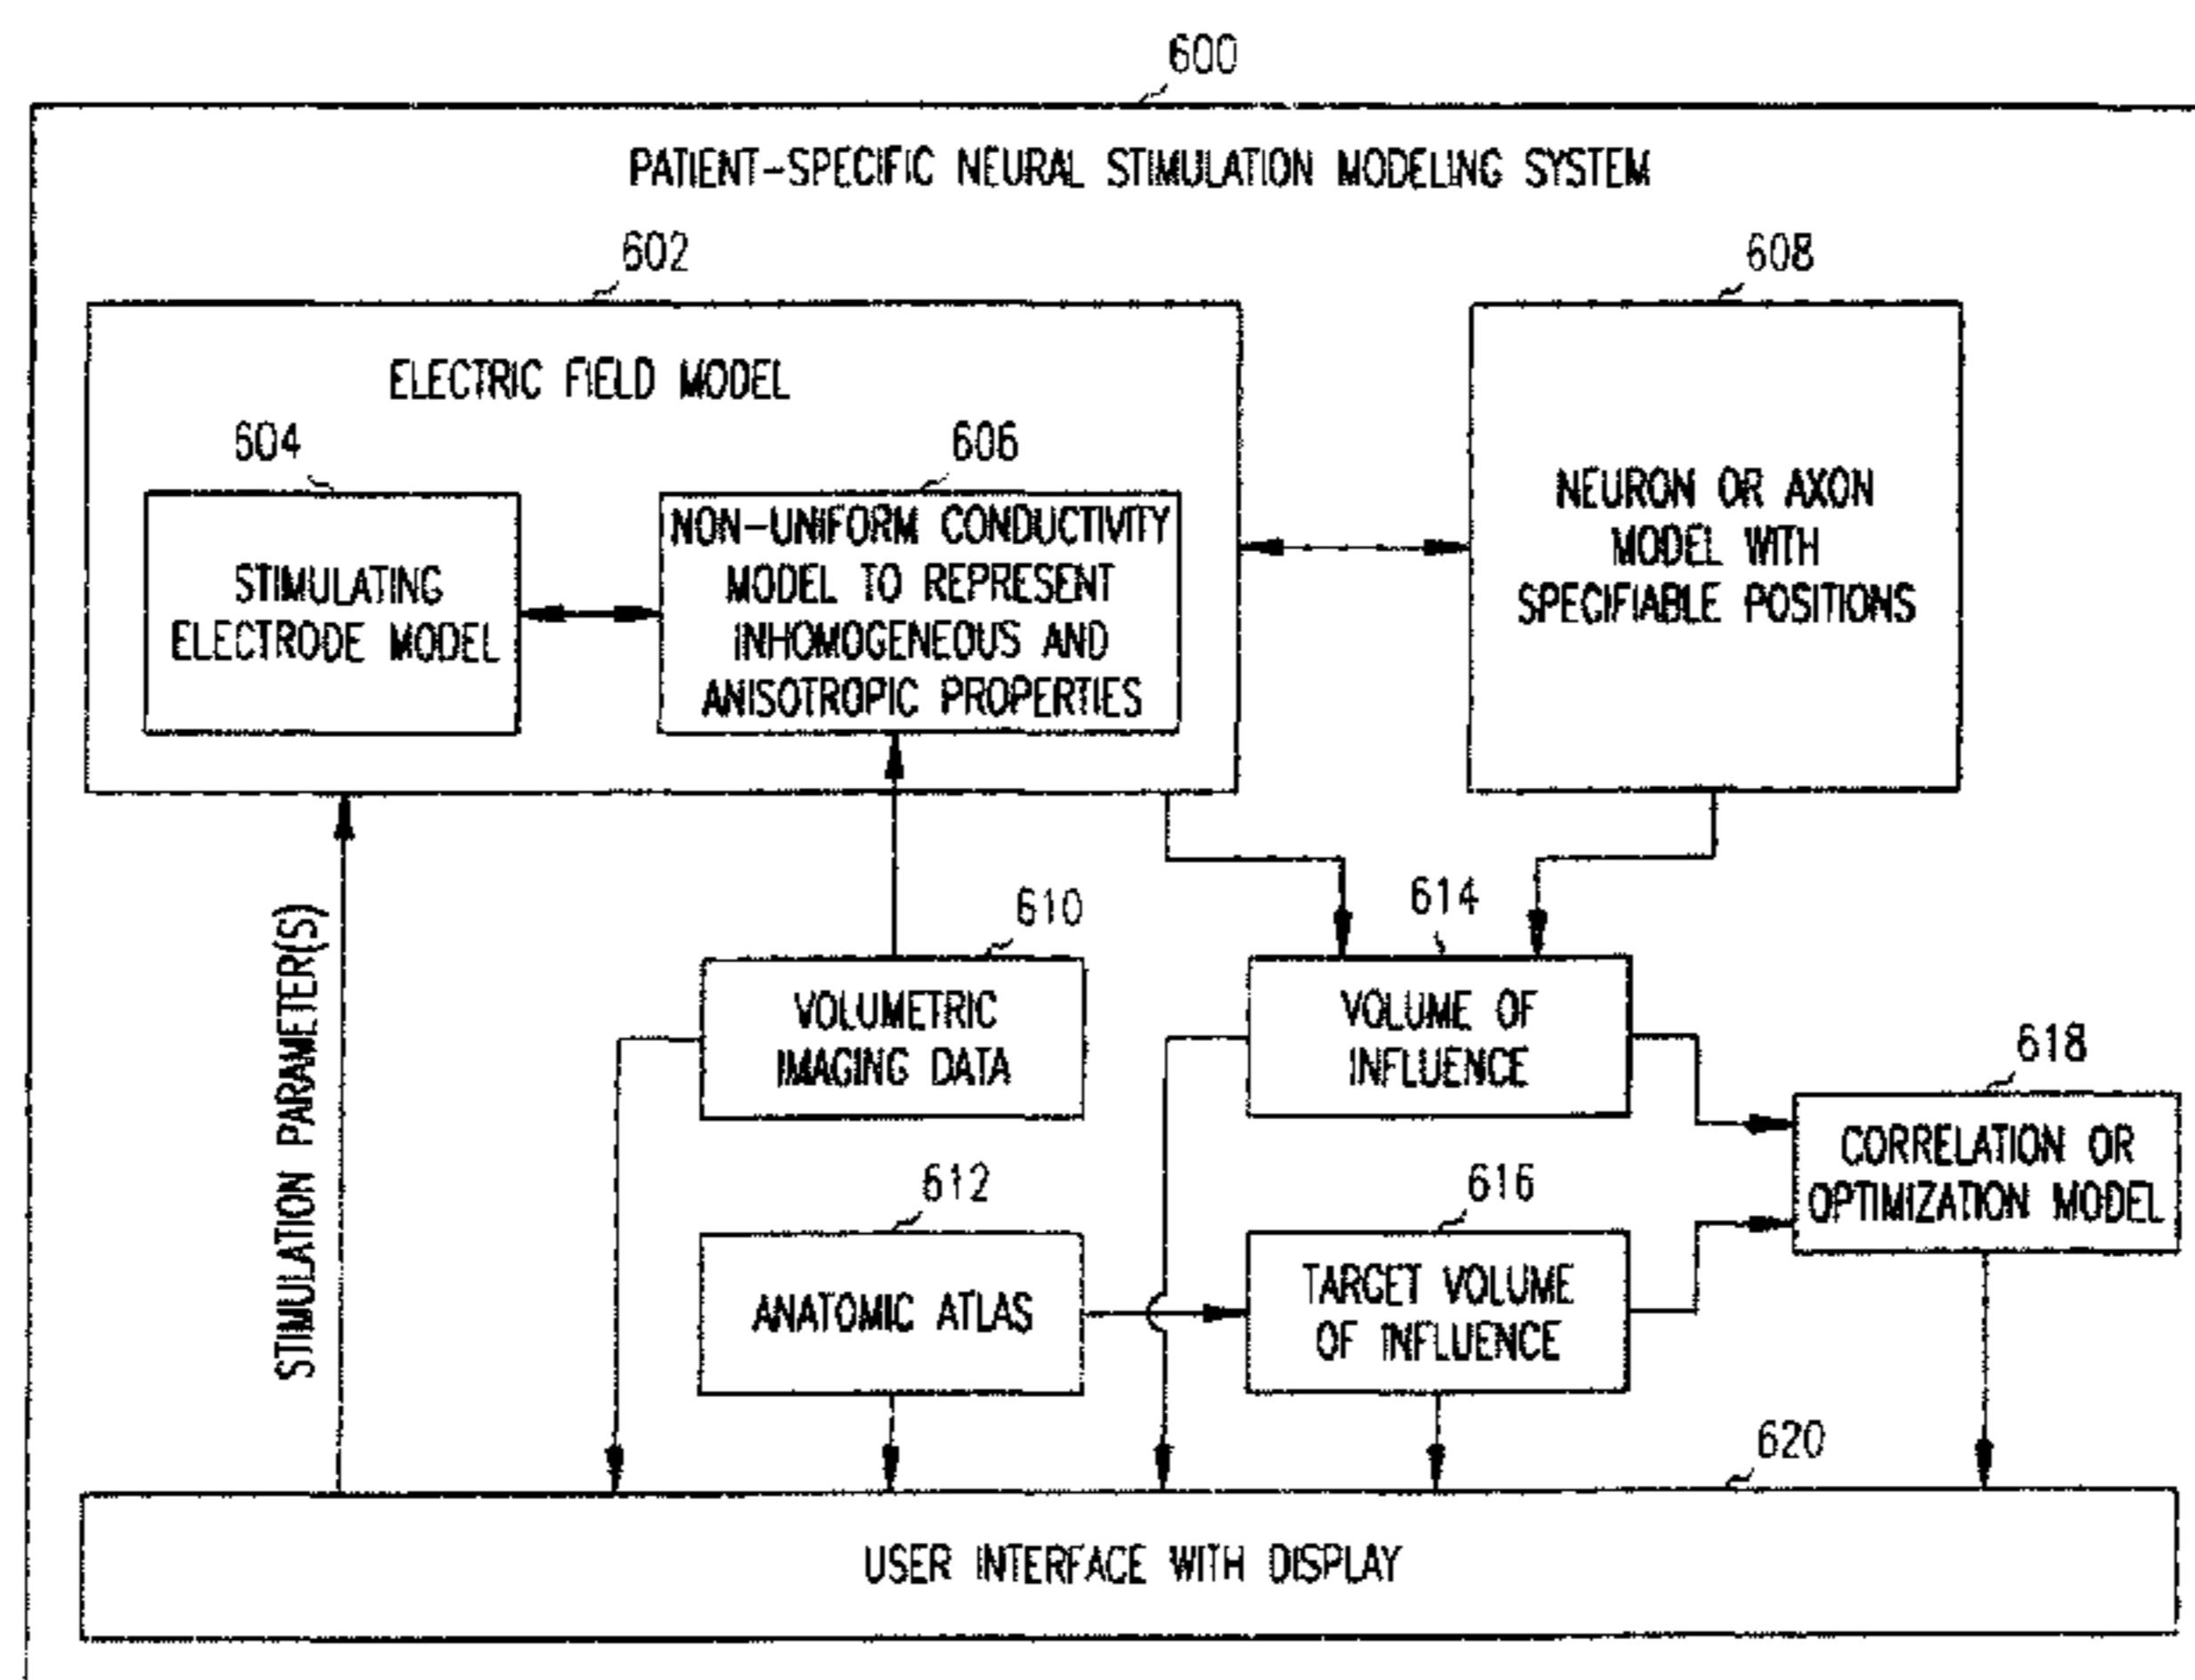 600
PATIENT-SPECIFIC NEURAL STIMULATION MODELING SYSTEM
602
ELECTRIC FIELD MODEL
604
STIMULATING
ELECTRODE MODEL
606
NON-UNIFORM CONDUCTIVITY
MODEL TO REPRESENT
INHOMOGENEOUS AND
ANISOTROPIC PROPERTIES
608
NEURON OR AXON
MODEL WITH
SPECIFIABLE POSITIONS
STIMULATION PARAMETER(S)
610
VOLUMETRIC
IMAGING DATA
614
VOLUME OF
INFLUENCE
612
ANATOMIC ATLAS
616
TARGET VOLUME
OF INFLUENCE
618
CORRELATION OR
OPTIMIZATION MODEL
620
USER INTERFACE WITH DISPLAY